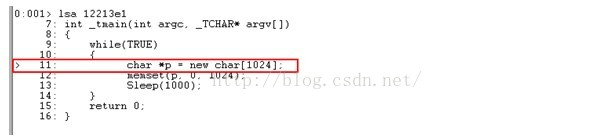 0:001> lsa 12213e1
7: int _tmain(int argc, _TCHAR* argv[])
8: {
9: while(TRUE)
10: {
> 11: char *p = new char[1024];
12: memset(p, 0, 1024);
13: Sleep(1000);
14: }
15: return 0;
16: }
http://blog.csdn.net/